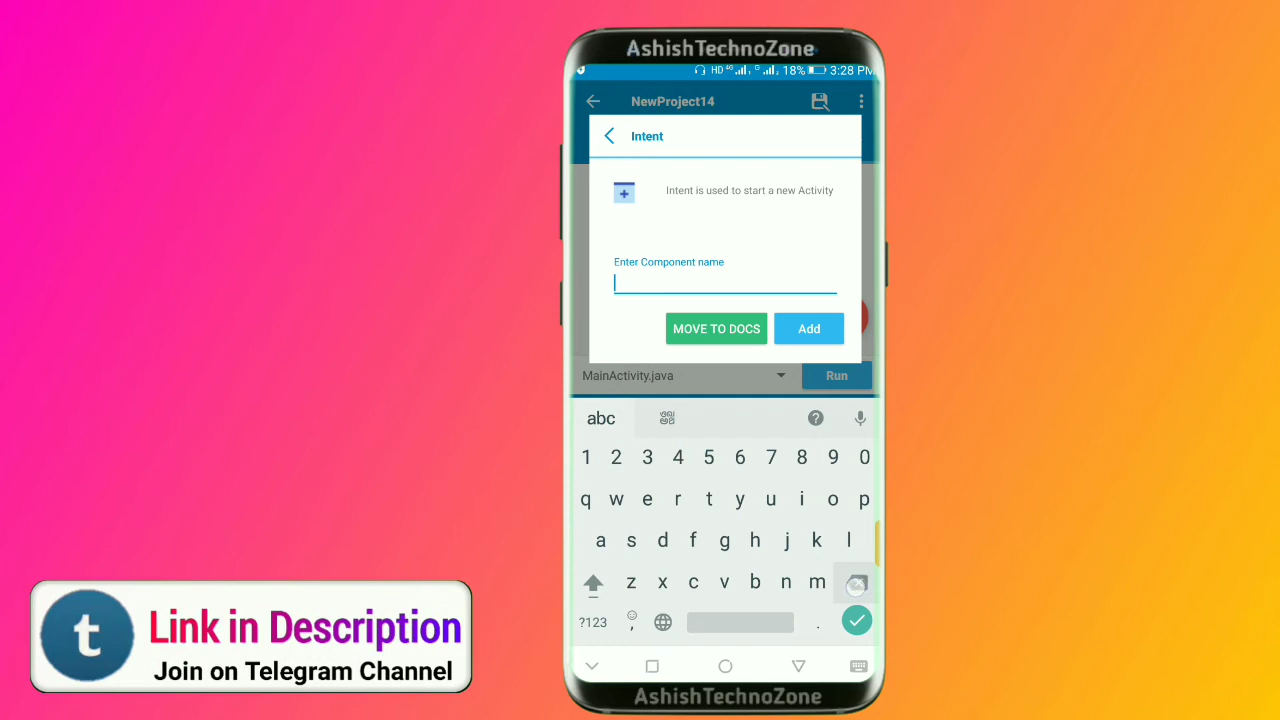 AshishTechnoZone
HD 4G G 18% 3:28 PM
NewProject14
Intent
Intent is used to start a new Activity
Enter Component name
MOVE TO DOCS Add
MainActivity.java Run
abc
1 2 3 4 5 6 7 8 9 0
q w e r t y u i o p
a s d f g h j k l
z x c v b n m
?123 , .
AshishTechnoZone
t Link in Description
Join on Telegram Channel